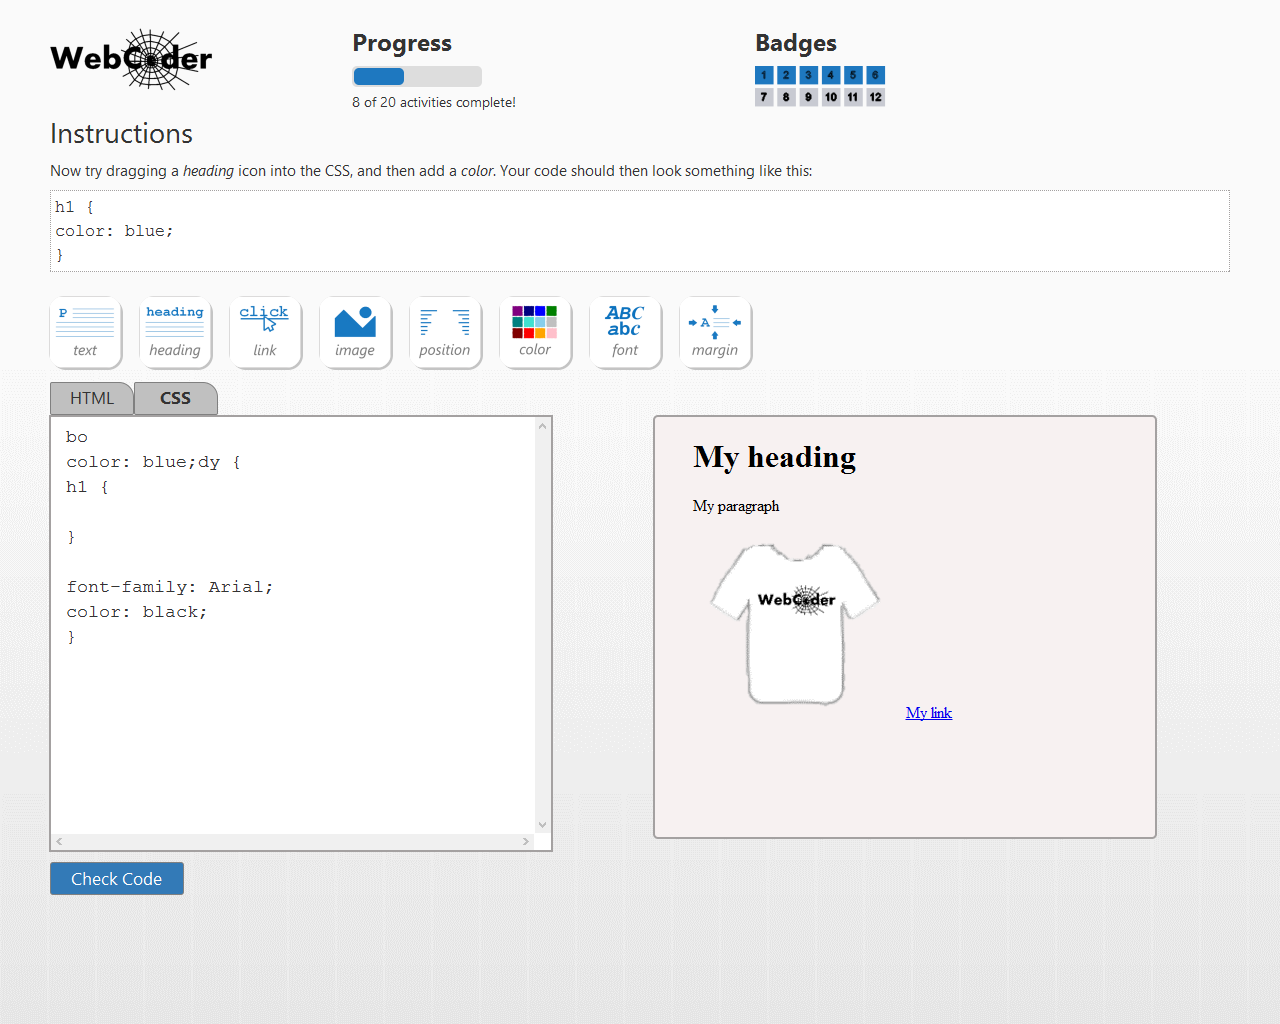 WebCoder
Progress
8 of 20 activities complete!
Badges
1 2 3 4 5 6
7 8 9 10 11 12
Instructions
Now try dragging a heading icon into the CSS, and then add a color. Your code should then look something like this:
h1 {
color: blue;
}
P
text
heading
heading
click
link
image
position
color
ABC
abc
font
A
margin
HTML
CSS
bo
color: blue;dy {
h1 {
}
font-family: Arial;
color: black;
}
My heading
My paragraph
WebCoder
My link
Check Code